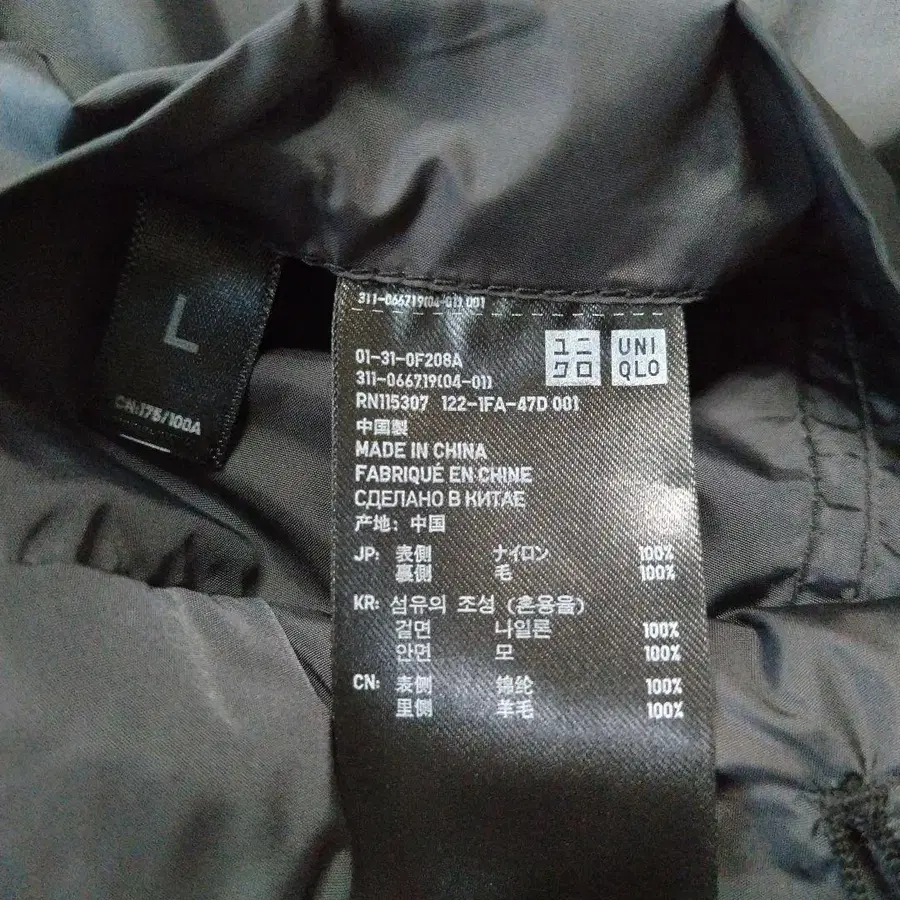 L
CN:175/100A
311-066719(04-01) 001
ユニ
クロ
UNI
QLO
01-31-0F208A
311-066719(04-01)
RN115307 122-1FA-47D 001
中国製
MADE IN CHINA
FABRIQUÉ EN CHINE
СДЕЛАНО В КИТАЕ
产地: 中国
JP: 表側 ナイロン 100%
裏側 毛 100%
KR: 섬유의 조성 (혼용율)
겉면 나일론 100%
안면 모 100%
CN: 表侧 锦纶 100%
里侧 羊毛 100%